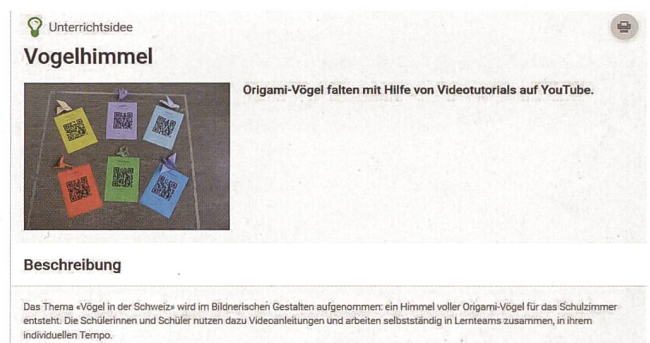 Unterrichtsidee
Vogelhimmel
Origami-Vögel falten mit Hilfe von Videotutorials auf YouTube.
Beschreibung
Das Thema «Vögel in der Schweiz» wird im Bildnerischen Gestalten aufgenommen: ein Himmel voller Origami-Vögel für das Schulzimmer
entsteht. Die Schülerinnen und Schüler nutzen dazu Videoanleitungen und arbeiten selbstständig in Lernteams zusammen, in ihrem
individuellen Tempo.